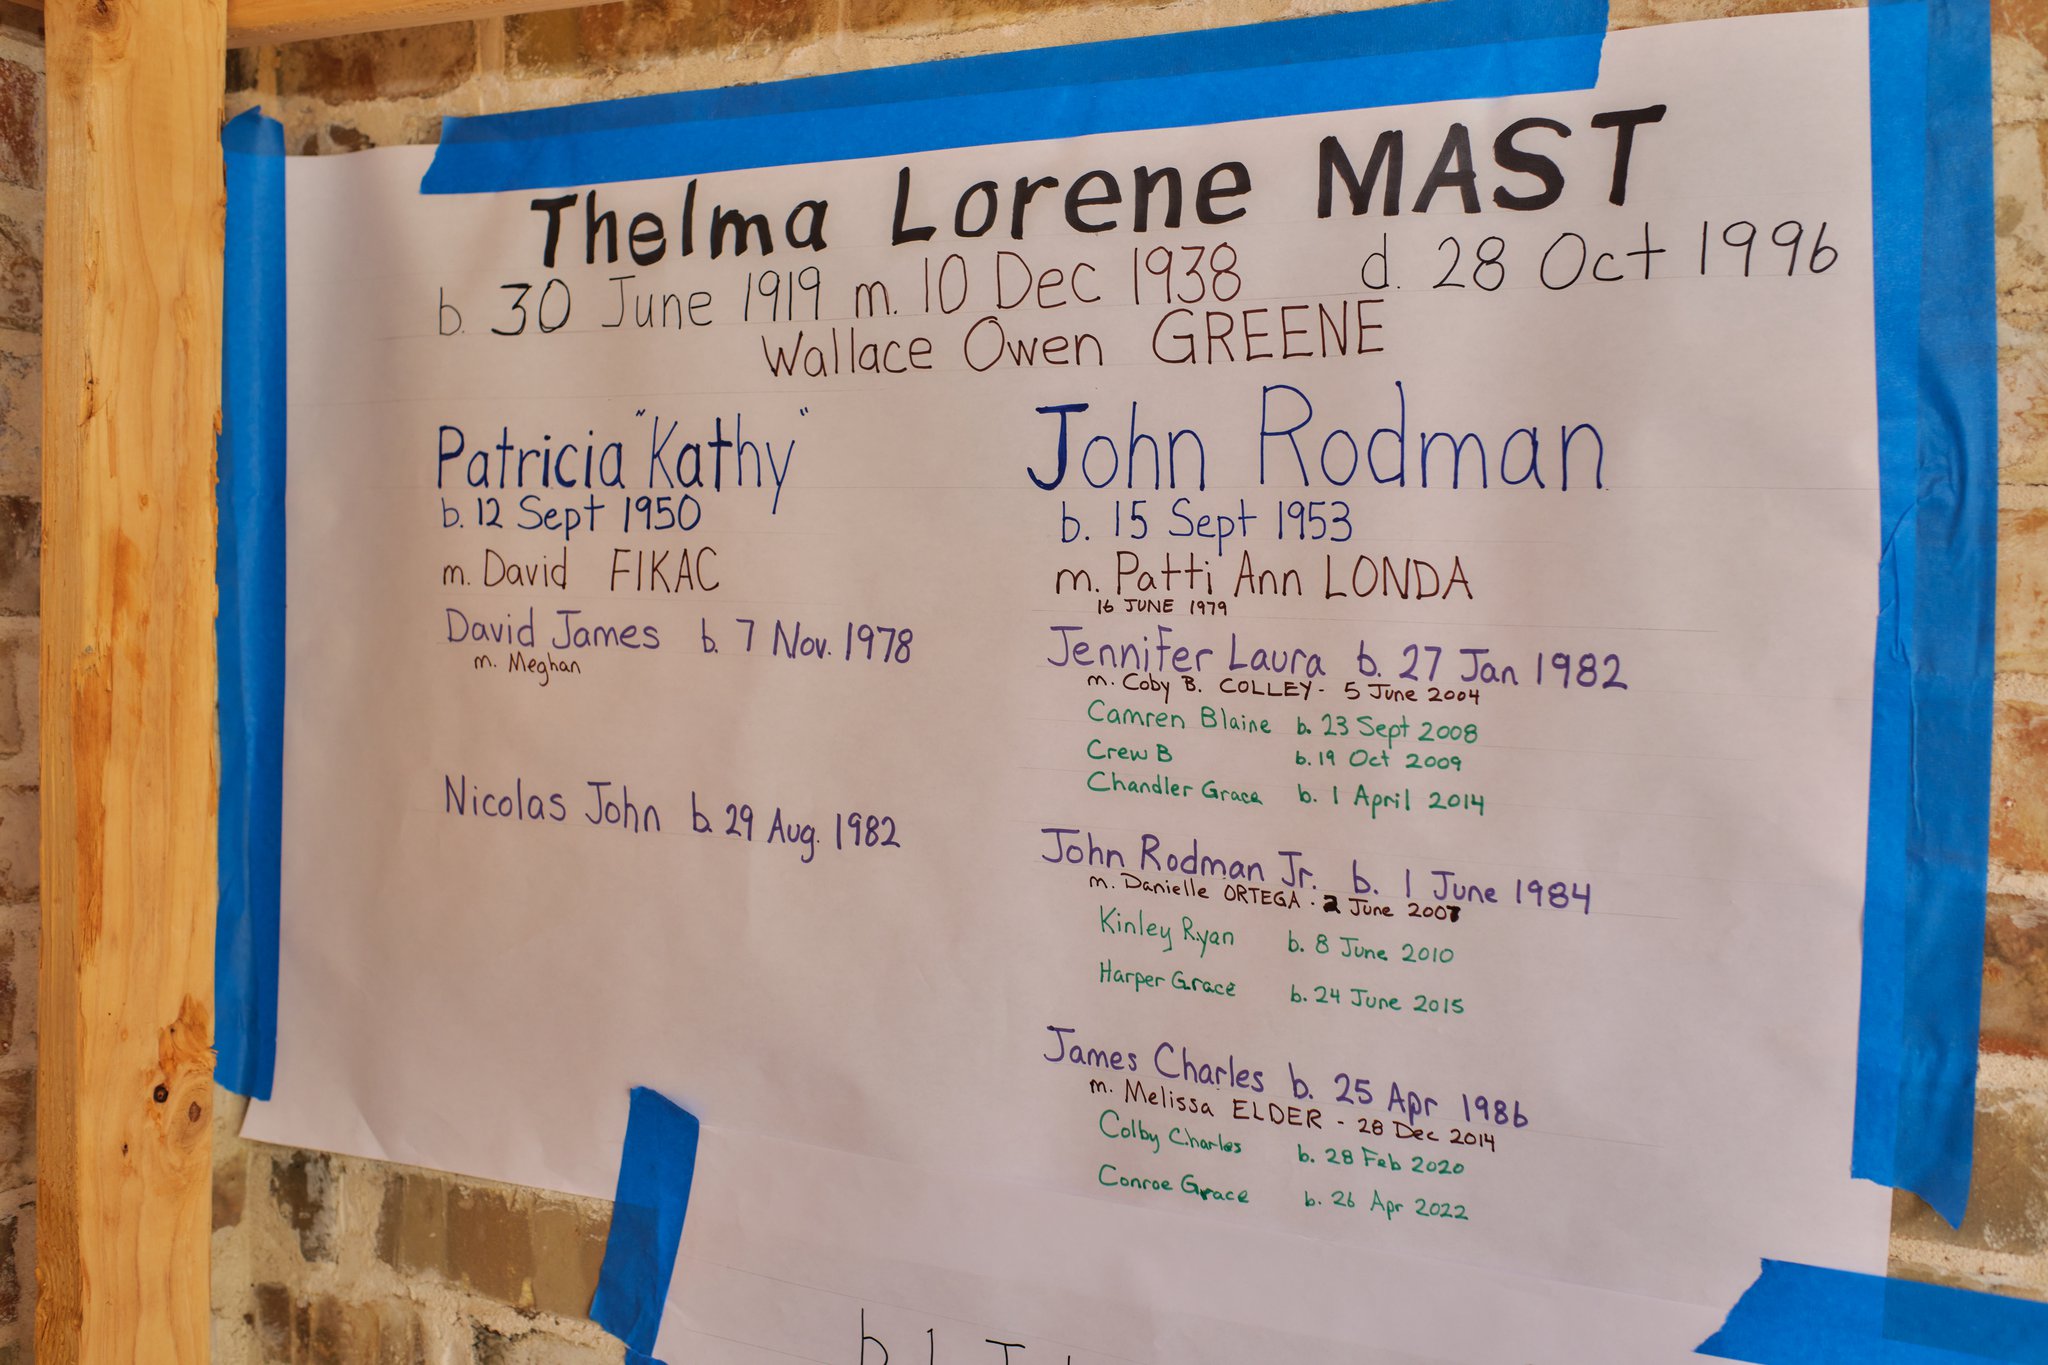 Thelma Lorene MAST
b. 30 June 1919 m. 10 Dec 1938 d. 28 Oct 1996
Wallace Owen GREENE
Patricia "Kathy"
b. 12 Sept 1950
m. David FIKAC
David James b. 7 Nov. 1978
m. Meghan
Nicolas John b. 29 Aug. 1982
John Rodman
b. 15 Sept 1953
m. Patti Ann LONDA
16 JUNE 1979
Jennifer Laura b. 27 Jan 1982
m. Coby B. COLLEY - 5 June 2004
Camren Blaine b. 23 Sept 2008
Crew B b. 19 Oct 2009
Chandler Grace b. 1 April 2014
John Rodman Jr. b. 1 June 1984
m. Danielle ORTEGA - 2 June 2007
Kinley Ryan b. 8 June 2010
Harper Grace b. 24 June 2015
James Charles b. 25 Apr 1986
m. Melissa ELDER - 28 Dec 2014
Colby Charles b. 28 Feb 2020
Conroe Grace b. 26 Apr 2022